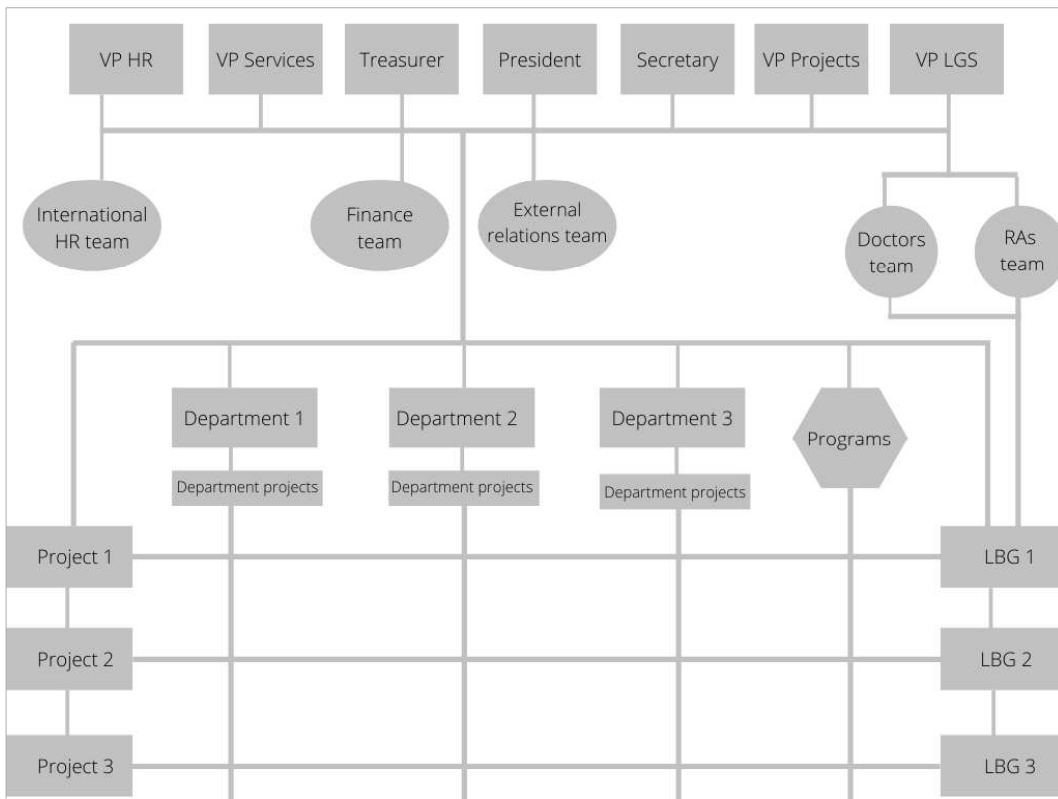 VP HR
VP Services
Treasurer
President
Secretary
VP Projects
VP LGS
International
HR team
Finance
team
External
relations team
Doctors
team
RAs
team
Department 1
Department 2
Department 3
Programs
Department projects
Department projects
Department projects
Project 1
LBG 1
Project 2
LBG 2
Project 3
LBG 3